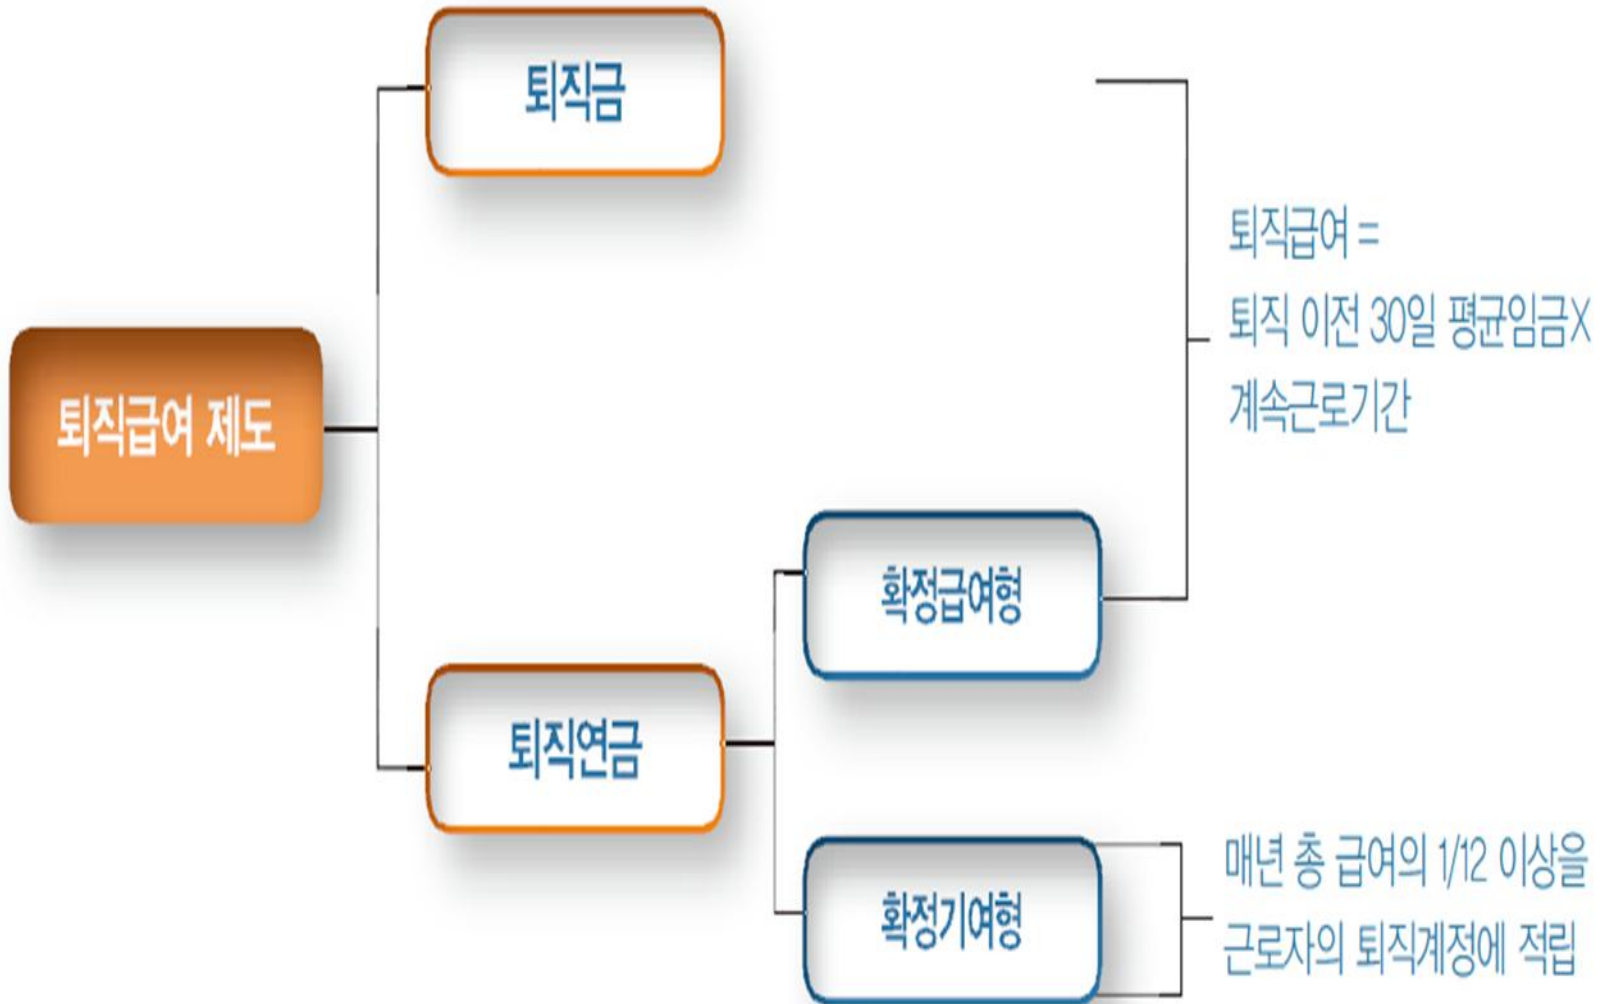 퇴직금
퇴직급여 =
퇴직 이전 30일 평균임금X
계속근로기간
퇴직급여 제도
확정급여형
퇴직연금
확정기여형
매년 총 급여의 1/12 이상을
근로자의 퇴직계정에 적립